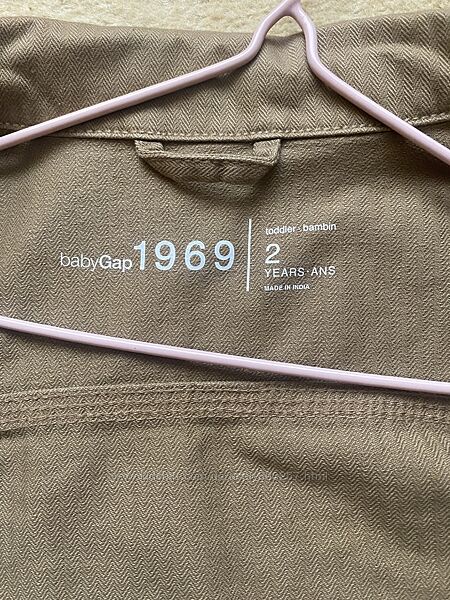 babyGap 1969
toddler · bambin
2
YEARS · ANS
MADE IN INDIA